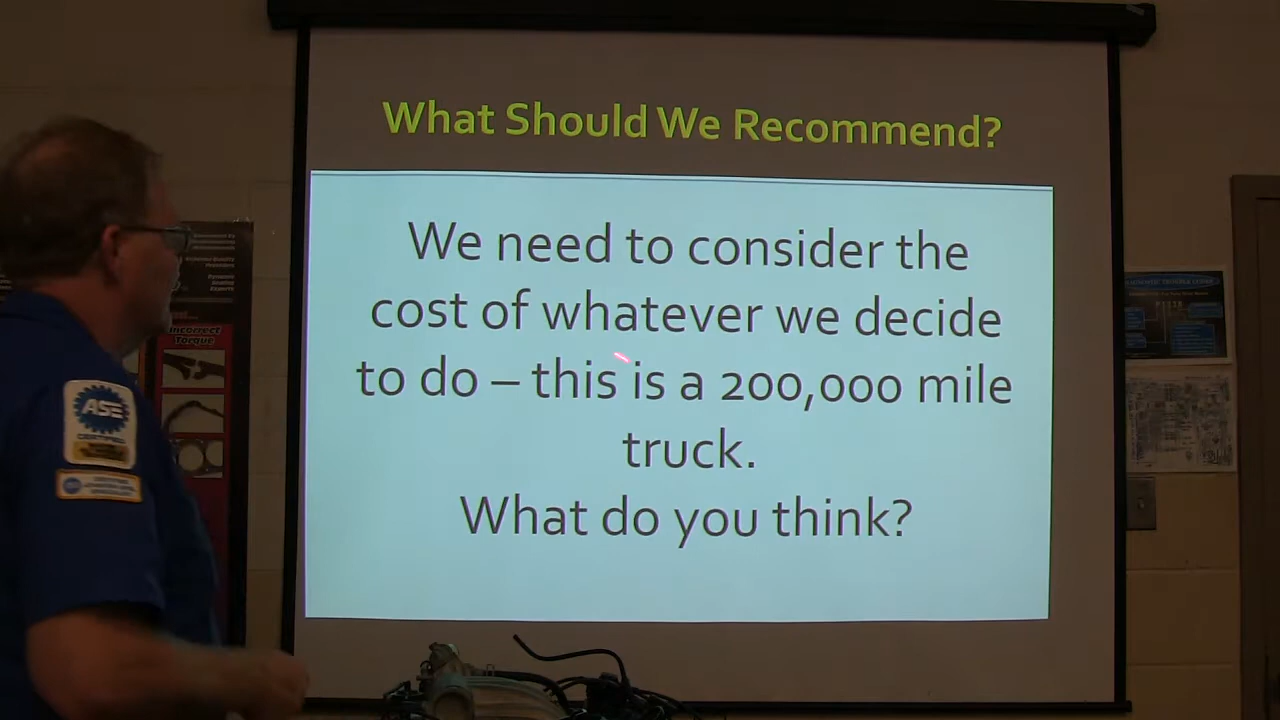 What Should We Recommend?
We need to consider the
cost of whatever we decide
to do – this is a 200,000 mile
truck.
What do you think?
Incorrect
Torque
ASE
CERTIFIED